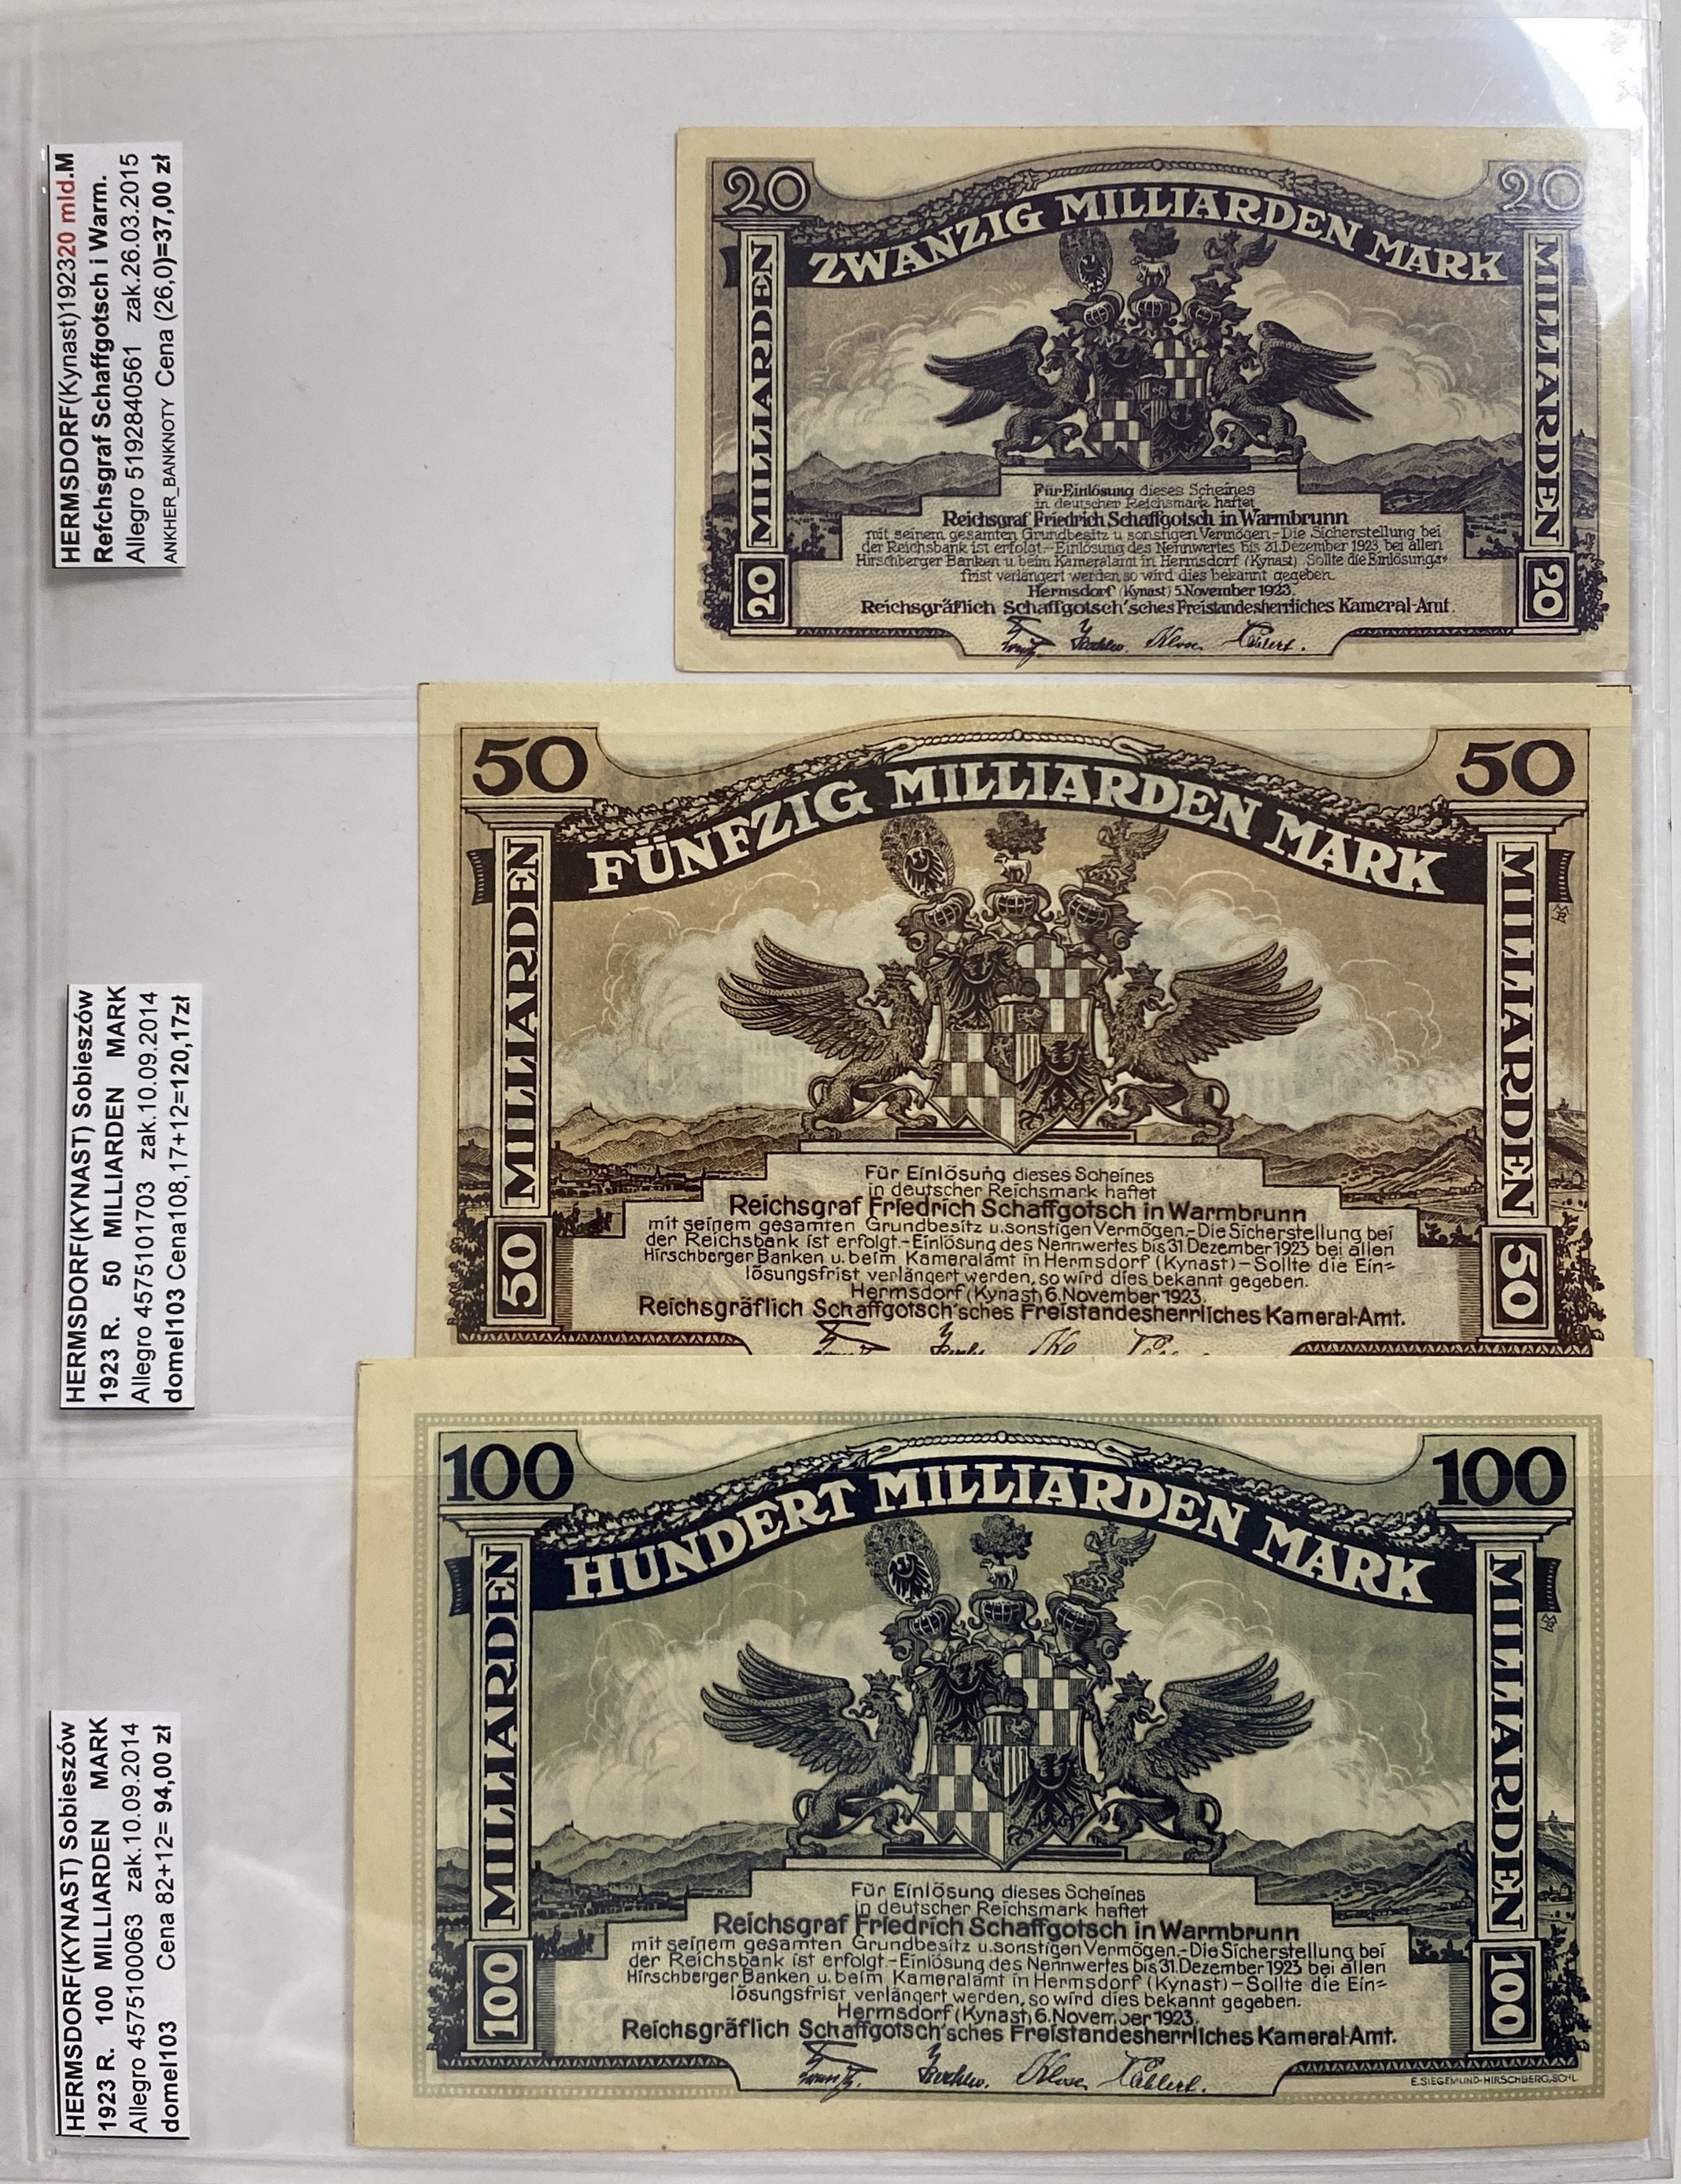 HERMSDORF(Kynast)192320 mld.M
Refchsgraf Schaffgotsch i Warm.
Allegro 5192840561 zak.26.03.2015
ANKHER_BANKNOTY Cena (26,0)=37,00 zł
20 20
ZWANZIG MILLIARDEN MARK
MILLIARDEN
MILLIARDEN
Für Einlösung dieses Scheines
in deutscher Reichsmark haftet
Reichsgraf Friedrich Schaffgotsch in Warmbrunn
mit seinem gesamten Grundbesitz u sonstigen Vermögen.-Die Sicherstellung bei
der Reichsbank ist erfolgt.-Einlösung des Nennwertes bis 31.Dezember 1923 bei allen
Hirschberger Banken u. beim Kameralamt in Hermsdorf (Kynast). Sollte die Einlösungs=
frist verlängert werden, so wird dies bekannt gegeben.
Hermsdorf (Kynast) 5.November 1923.
Reichsgräflich Schaffgotsch'sches Freistandesherrliches Kameral-Amt.
20 20
HERMSDORF(KYNAST) Sobieszów
1923 R. 50 MILLIARDEN MARK
Allegro 4575101703 zak.10.09.2014
domel103 Cena108,17+12=120,17zł
50 50
FÜNFZIG MILLIARDEN MARK
MILLIARDEN
MILLIARDEN
Für Einlösung dieses Scheines
in deutscher Reichsmark haftet
Reichsgraf Friedrich Schaffgotsch in Warmbrunn
mit seinem gesamten Grundbesitz u.sonstigen Vermögen.-Die Sicherstellung bei
der Reichsbank ist erfolgt.-Einlösung des Nennwertes bis 31.Dezember 1923 bei allen
Hirschberger Banken u. beim Kameralamt in Hermsdorf (Kynast)-Sollte die Ein=
lösungsfrist verlängert werden, so wird dies bekannt gegeben.
Hermsdorf (Kynast) 6.November 1923.
Reichsgräflich Schaffgotsch'sches Freistandesherrliches Kameral-Amt.
50 50
HERMSDORF(KYNAST) Sobieszów
1923 R. 100 MILLIARDEN MARK
Allegro 4575100063 zak.10.09.2014
domel103 Cena 82+12= 94,00 zł
100 100
HUNDERT MILLIARDEN MARK
MILLIARDEN
MILLIARDEN
Für Einlösung dieses Scheines
in deutscher Reichsmark haftet
Reichsgraf Friedrich Schaffgotsch in Warmbrunn
mit seinem gesamten Grundbesitz u.sonstigen Vermögen.-Die Sicherstellung bei
der Reichsbank ist erfolgt.-Einlösung des Nennwertes bis 31.Dezember 1923 bei allen
Hirschberger Banken u. beim Kameralamt in Hermsdorf (Kynast)-Sollte die Ein=
lösungsfrist verlängert werden, so wird dies bekannt gegeben.
Hermsdorf (Kynast) 6.November 1923.
Reichsgräflich Schaffgotsch'sches Freistandesherrliches Kameral-Amt.
100 100
E.SIEGEMUND-HIRSCHBERG,SCHL